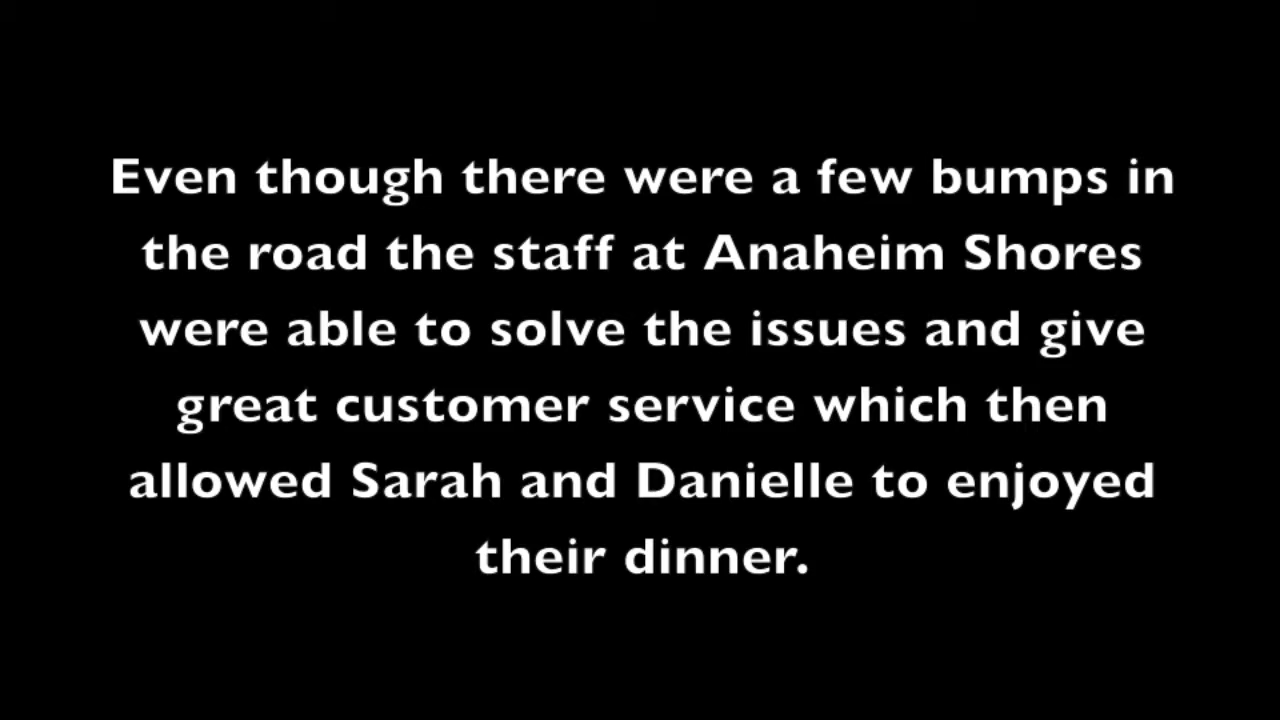 Even though there were a few bumps in
the road the staff at Anaheim Shores
were able to solve the issues and give
great customer service which then
allowed Sarah and Danielle to enjoyed
their dinner.